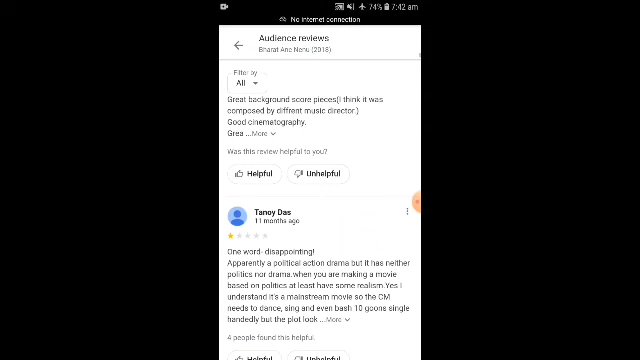 74% 7:42 am
No internet connection
Audience reviews
Bharat Ane Nenu (2018)
Filter by
All
Great background score pieces(I think it was
composed by diffrent music director.)
Good cinematography.
Grea ...More
Was this review helpful to you?
Helpful Unhelpful
Tanoy Das
11 months ago
One word- disappointing!
Apparently a political action drama but it has neither
politics nor drama.when you are making a movie
based on politics at least have some realism.Yes I
understand it's a mainstream movie so the CM
needs to dance, sing and even bash 10 goons single
handedly but the plot look ...More
4 people found this helpful.
Helpful Unhelpful